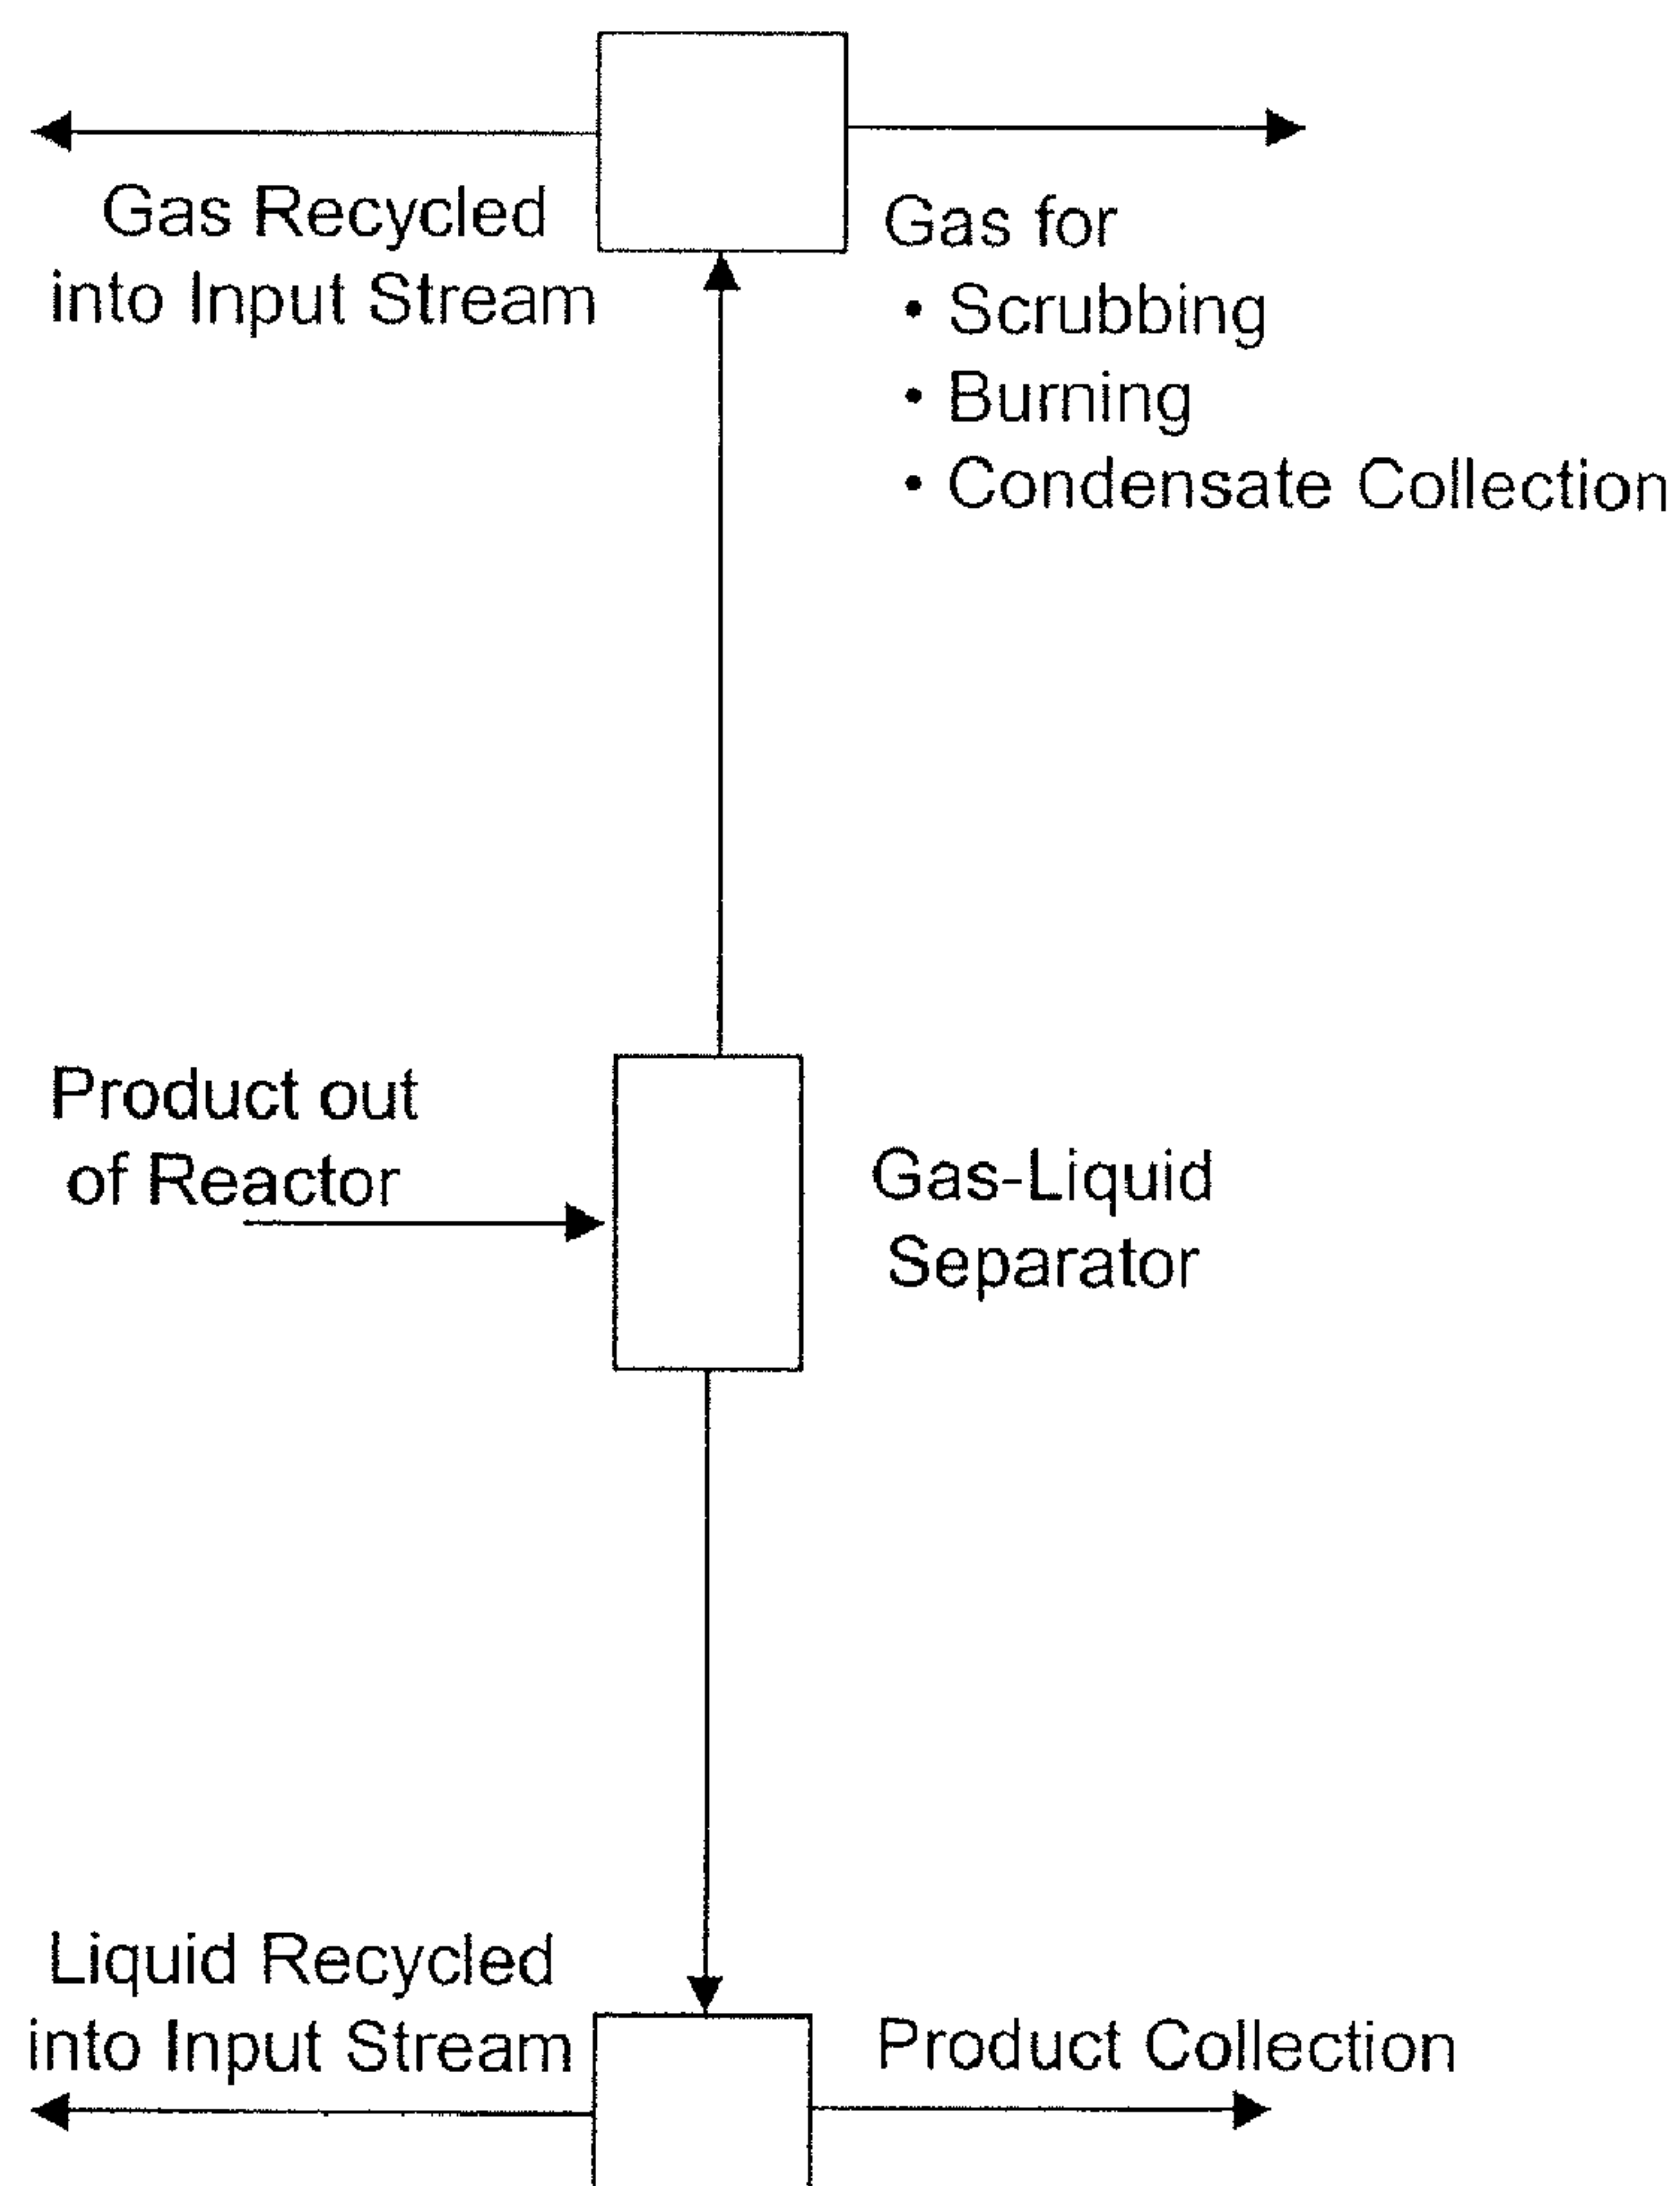 Gas Recycled
into Input Stream
Gas for
• Scrubbing
• Burning
• Condensate Collection
Product out
of Reactor
Gas-Liquid
Separator
Liquid Recycled
into Input Stream
Product Collection